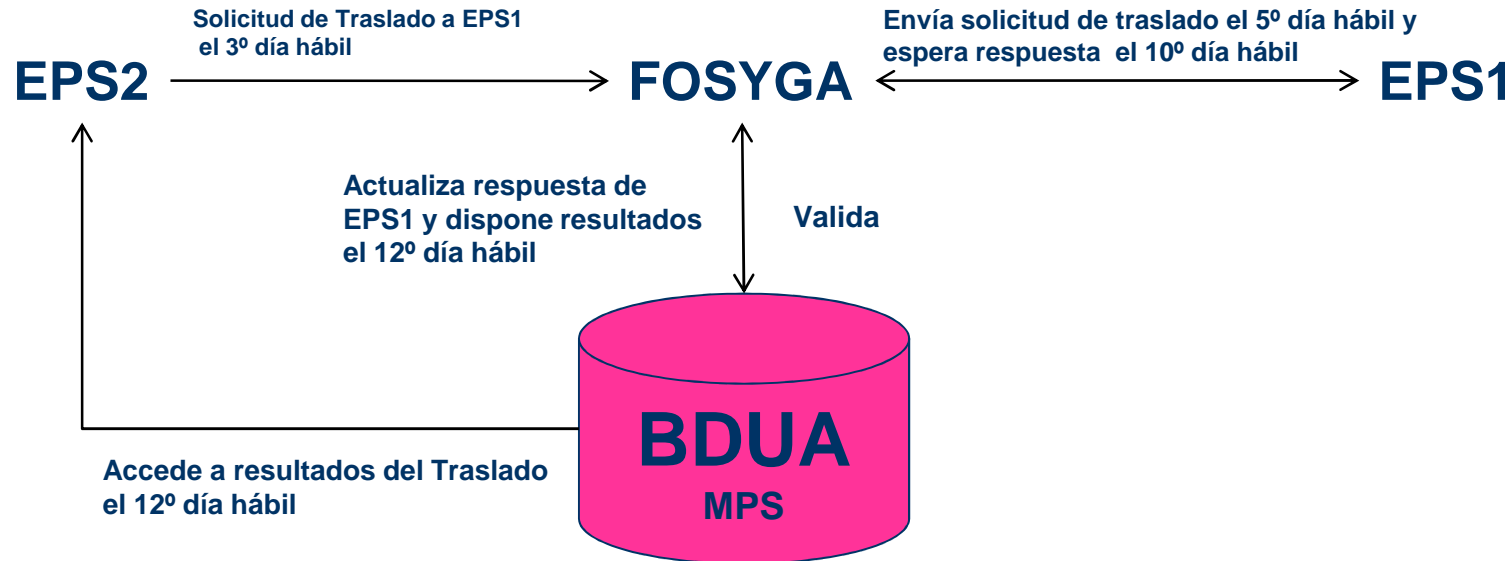 Solicitud de Traslado a EPS1
el 3º día hábil
Envía solicitud de traslado el 5º día hábil y
espera respuesta el 10º día hábil
EPS2
FOSYGA
EPS1
Actualiza respuesta de
EPS1 y dispone resultados
el 12º día hábil
Valida
BDUA
MPS
Accede a resultados del Traslado
el 12º día hábil